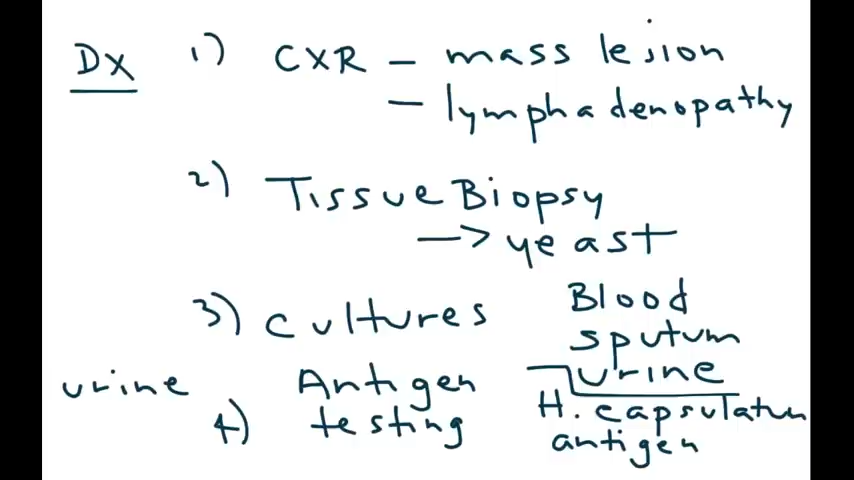 DX 1) CXR - mass lesion
- lymphadenopathy
2) Tissue Biopsy
-> yeast
3) cultures Blood
sputum
urine
urine 4) Antigen testing H. capsulatum
antigen